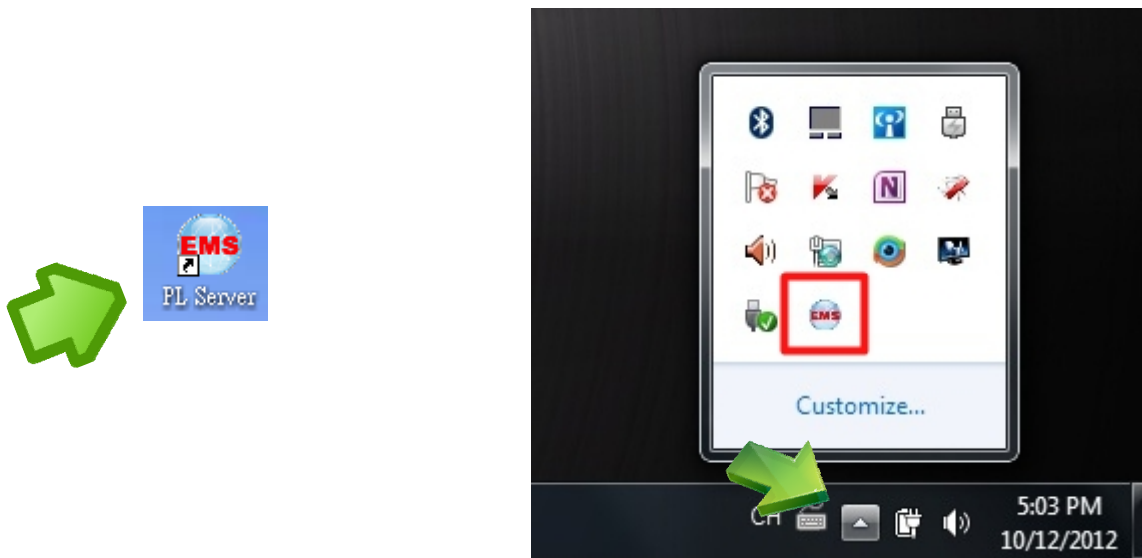 EMS
PL Server
N
EMS
Customize...
CH
5:03 PM
10/12/2012